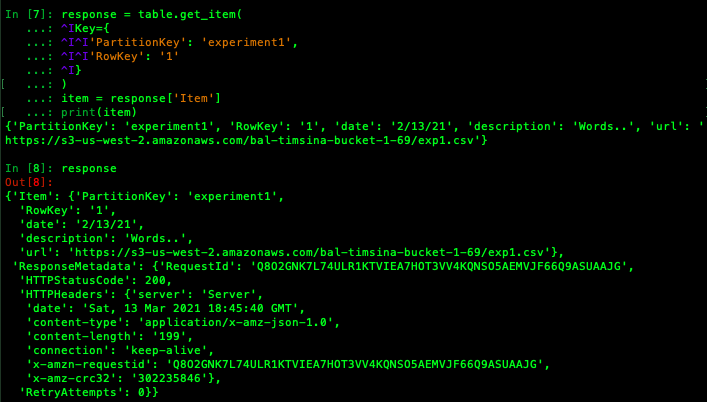 In [7]: response = table.get_item(
   ...: ^IKey={
   ...: ^I^I'PartitionKey': 'experiment1',
   ...: ^I^I'RowKey': '1'
   ...: ^I}
[  ...: )
   ...: item = response['Item']
[  ...: print(item)
{'PartitionKey': 'experiment1', 'RowKey': '1', 'date': '2/13/21', 'description': 'Words..', 'url': '
https://s3-us-west-2.amazonaws.com/bal-timsina-bucket-1-69/exp1.csv'}
In [8]: response
Out[8]:
{'Item': {'PartitionKey': 'experiment1',
  'RowKey': '1',
  'date': '2/13/21',
  'description': 'Words..',
  'url': 'https://s3-us-west-2.amazonaws.com/bal-timsina-bucket-1-69/exp1.csv'},
 'ResponseMetadata': {'RequestId': 'Q8O2GNK7L74ULR1KTVIEA7HOT3VV4KQNSO5AEMVJF66Q9ASUAAJG',
  'HTTPStatusCode': 200,
  'HTTPHeaders': {'server': 'Server',
   'date': 'Sat, 13 Mar 2021 18:45:40 GMT',
   'content-type': 'application/x-amz-json-1.0',
   'content-length': '199',
   'connection': 'keep-alive',
   'x-amzn-requestid': 'Q8O2GNK7L74ULR1KTVIEA7HOT3VV4KQNSO5AEMVJF66Q9ASUAAJG',
   'x-amz-crc32': '302235846'},
  'RetryAttempts': 0}}